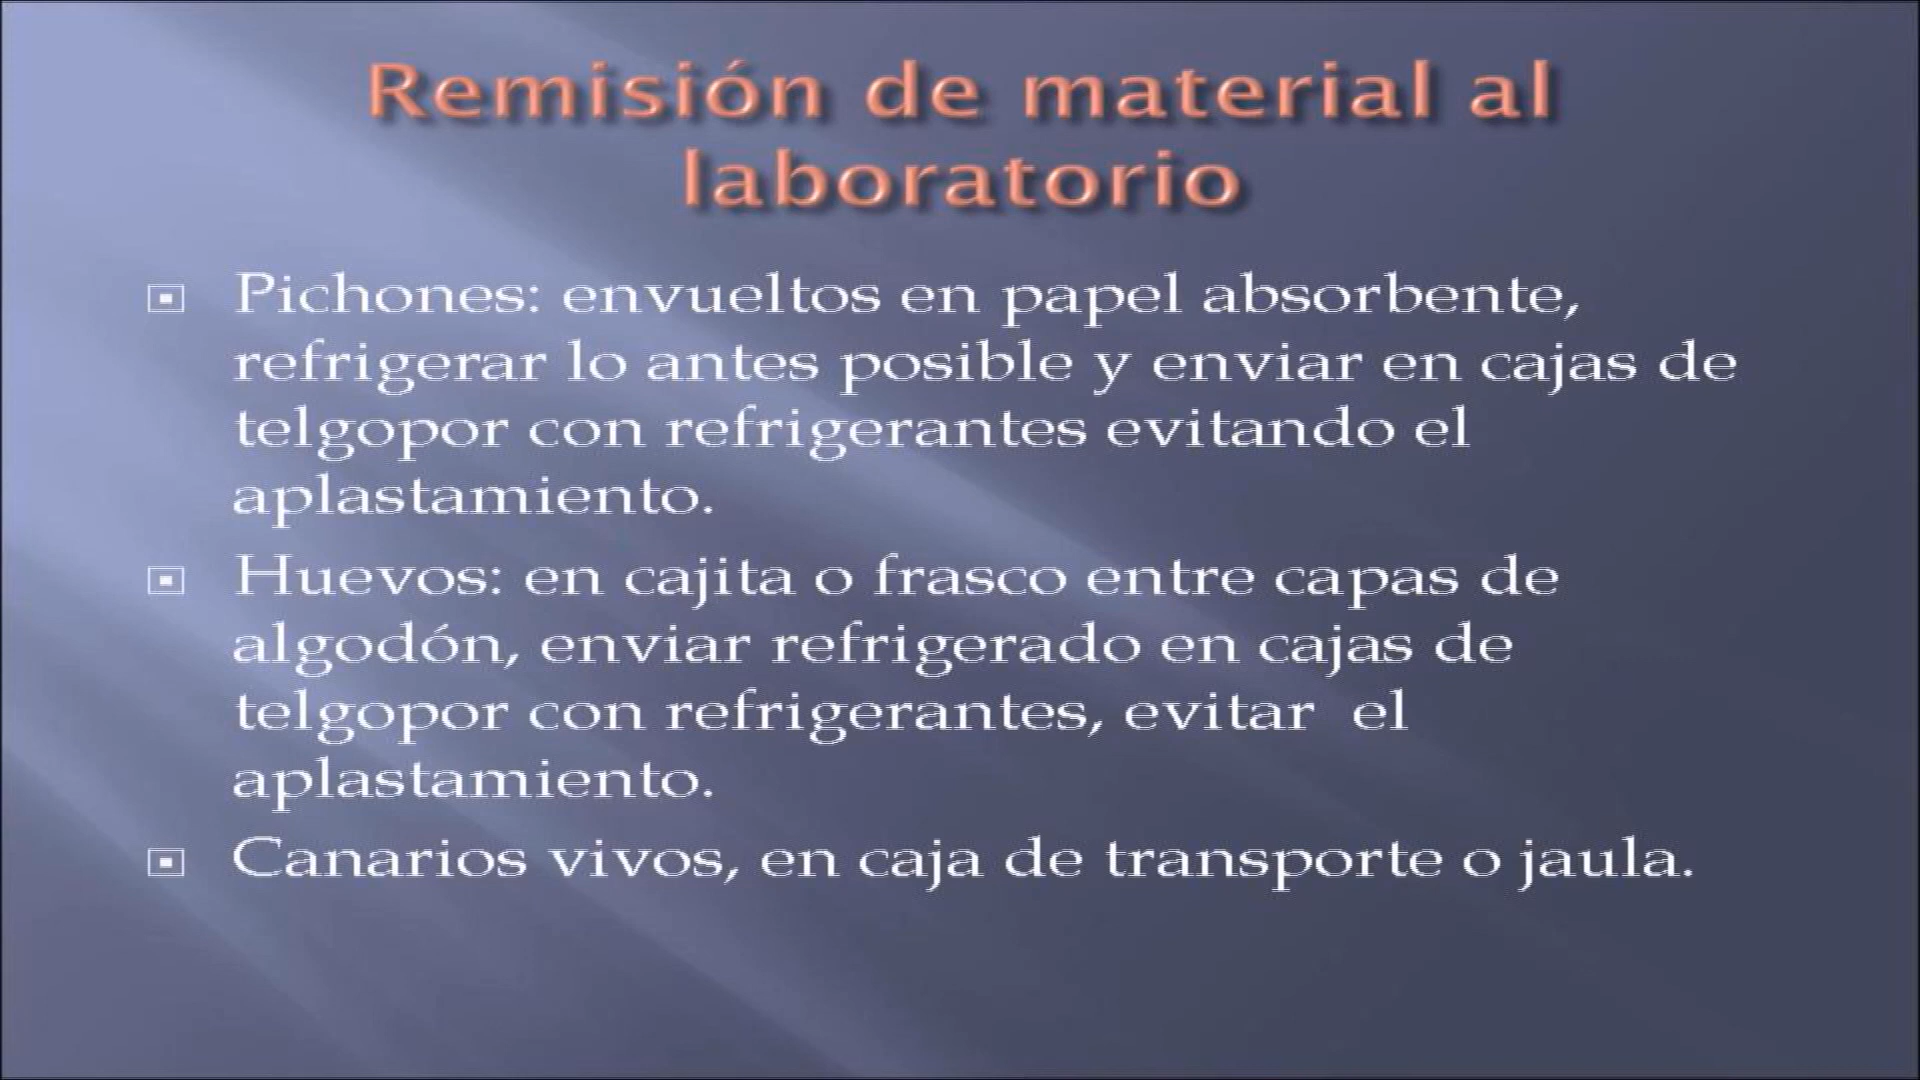 Remisión de material al
laboratorio
Pichones: envueltos en papel absorbente,
refrigerar lo antes posible y enviar en cajas de
telgopor con refrigerantes evitando el
aplastamiento.
Huevos: en cajita o frasco entre capas de
algodón, enviar refrigerado en cajas de
telgopor con refrigerantes, evitar  el
aplastamiento.
Canarios vivos, en caja de transporte o jaula.